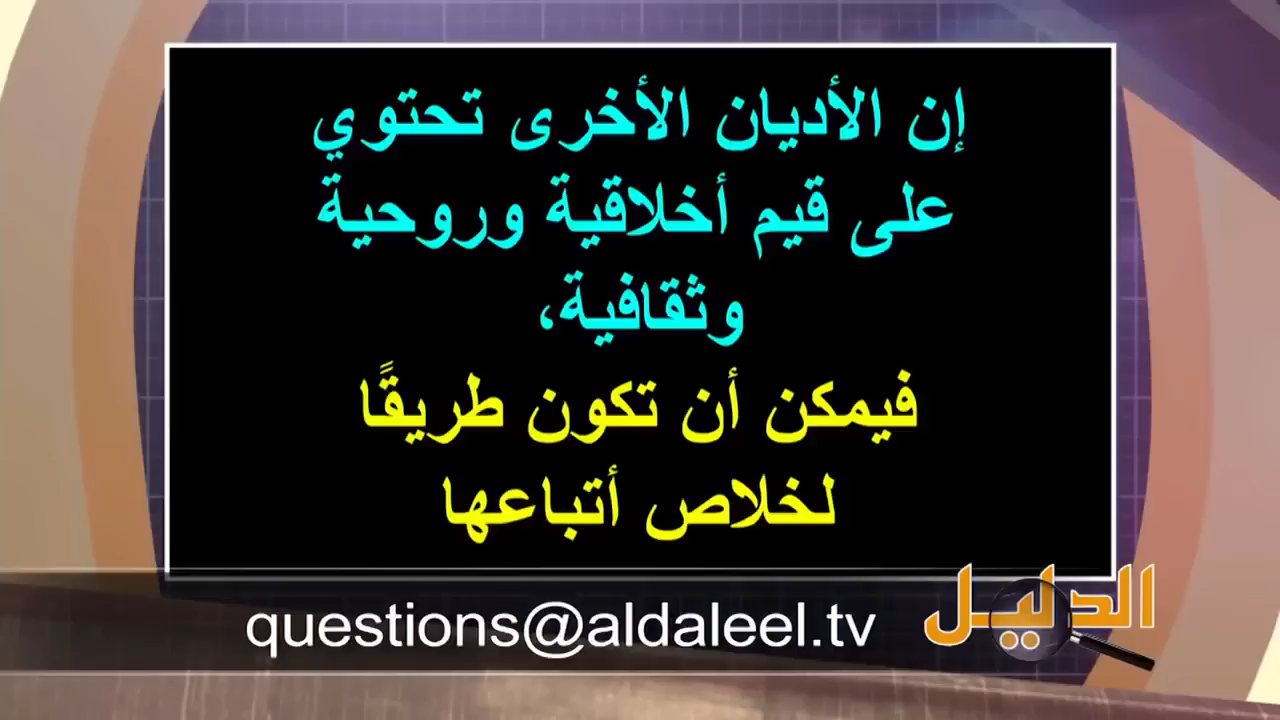 إن الأديان الأخرى تحتوي
على قيم أخلاقية وروحية
وثقافية،
فيمكن أن تكون طريقًا
لخلاص أتباعها
questions@aldaleel.tv
الدليل